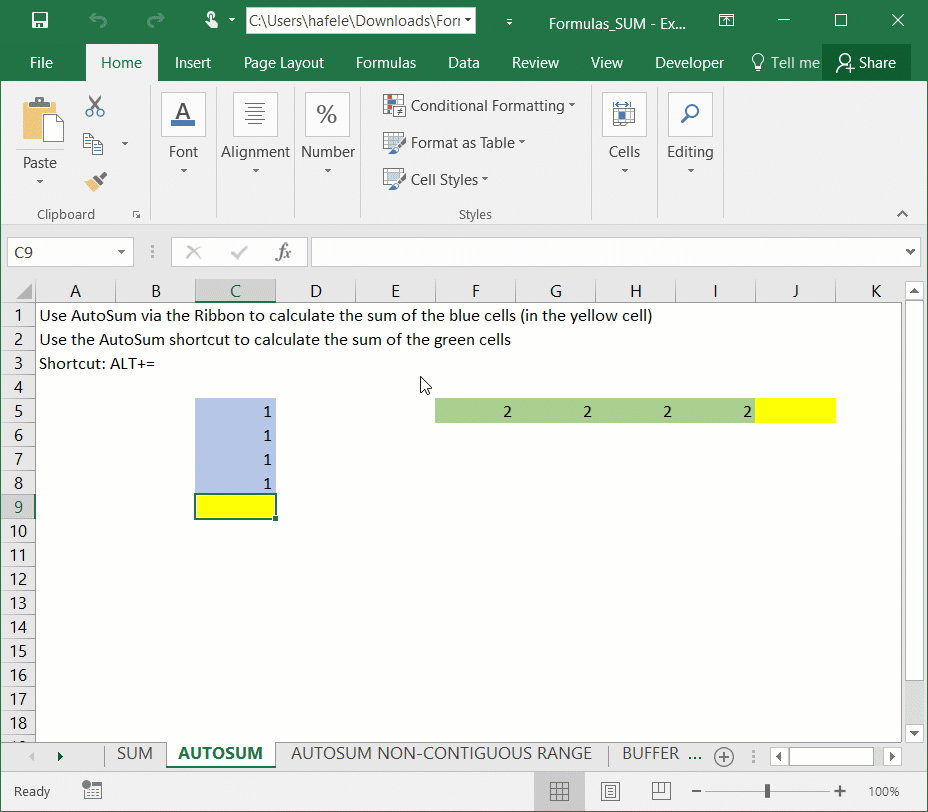 C:\Users\hafele\Downloads\For
Formulas_SUM - Ex...
File Home Insert Page Layout Formulas Data Review View Developer Tell me Share
Paste
Clipboard
A
Font
Alignment
%
Number
Conditional Formatting
Format as Table
Cell Styles
Styles
Cells
Editing
C9
fx
A B C D E F G H I J K
1 Use AutoSum via the Ribbon to calculate the sum of the blue cells (in the yellow cell)
2 Use the AutoSum shortcut to calculate the sum of the green cells
3 Shortcut: ALT+=
4
5 1 2 2 2 2
6 1
7 1
8 1
9
10
11
12
13
14
15
16
17
18
SUM AUTOSUM AUTOSUM NON-CONTIGUOUS RANGE BUFFER ...
Ready 100%